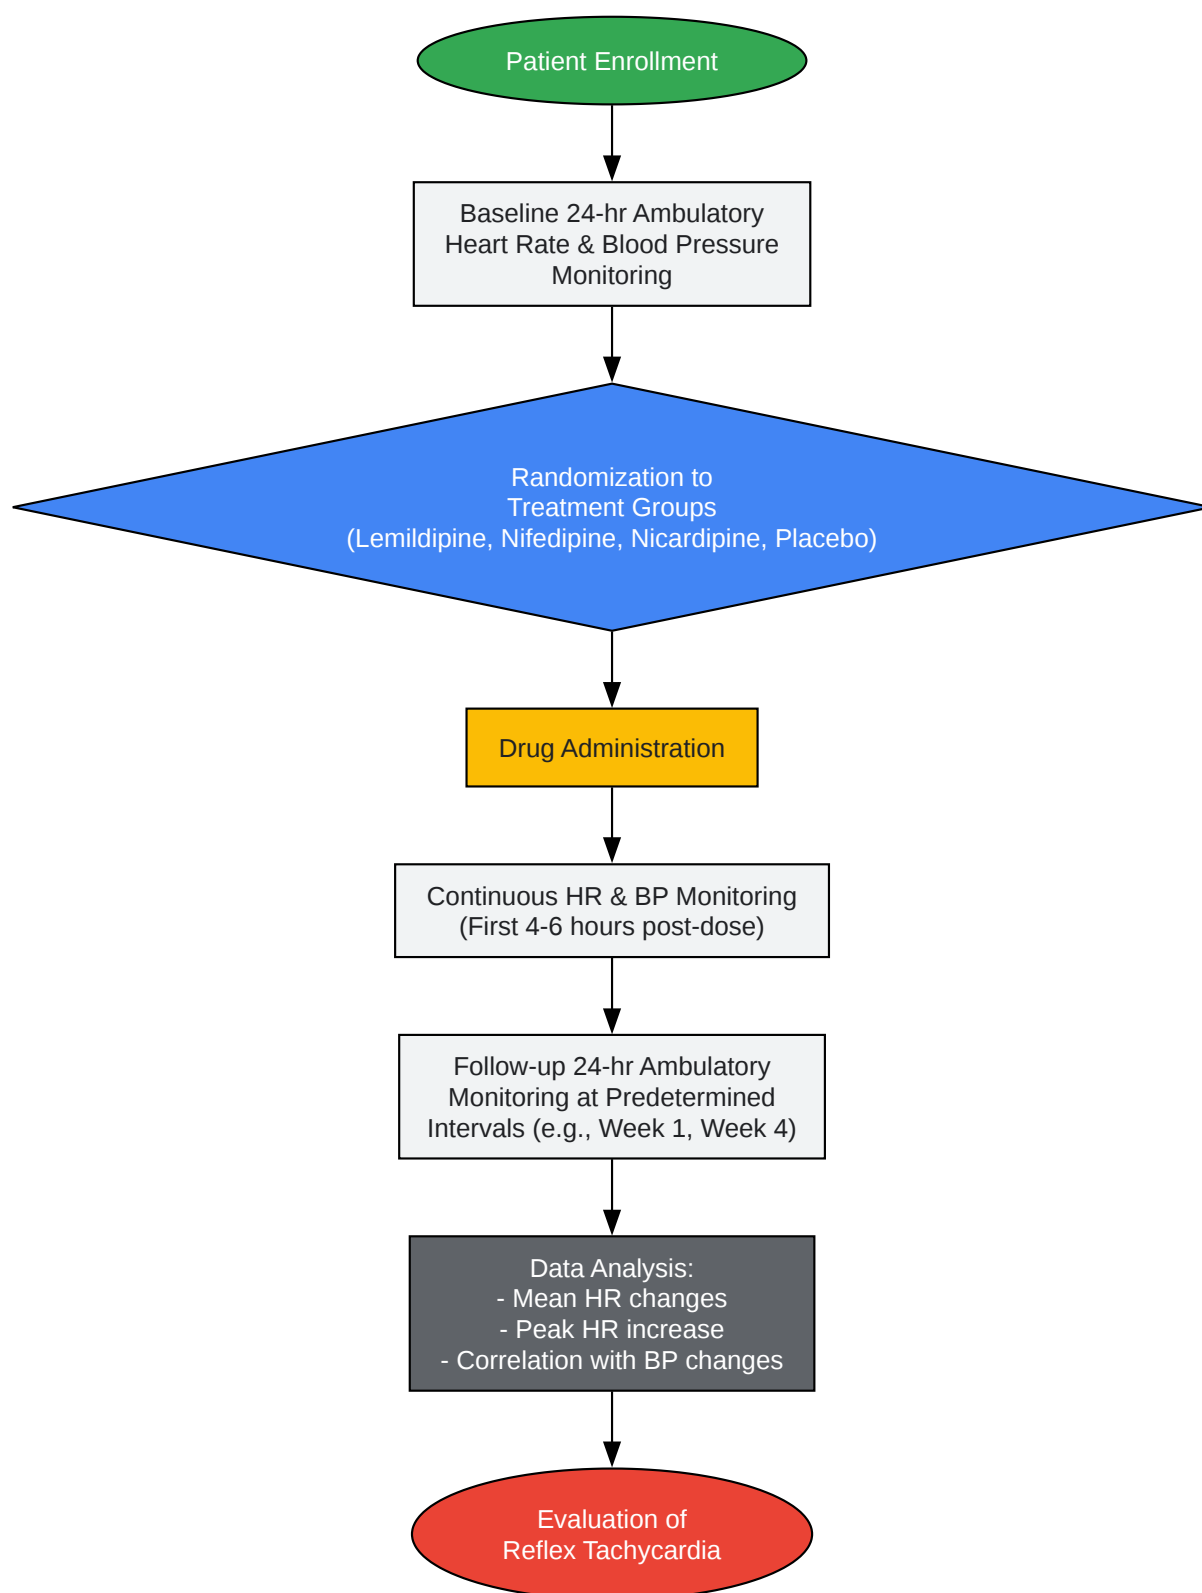 Patient Enrollment
Baseline 24-hr Ambulatory
Heart Rate & Blood Pressure
Monitoring
Randomization to
Treatment Groups
(Lemildipine, Nifedipine, Nicardipine, Placebo)
Drug Administration
Continuous HR & BP Monitoring
(First 4-6 hours post-dose)
Follow-up 24-hr Ambulatory
Monitoring at Predetermined
Intervals (e.g., Week 1, Week 4)
Data Analysis:
- Mean HR changes
- Peak HR increase
- Correlation with BP changes
Evaluation of
Reflex Tachycardia